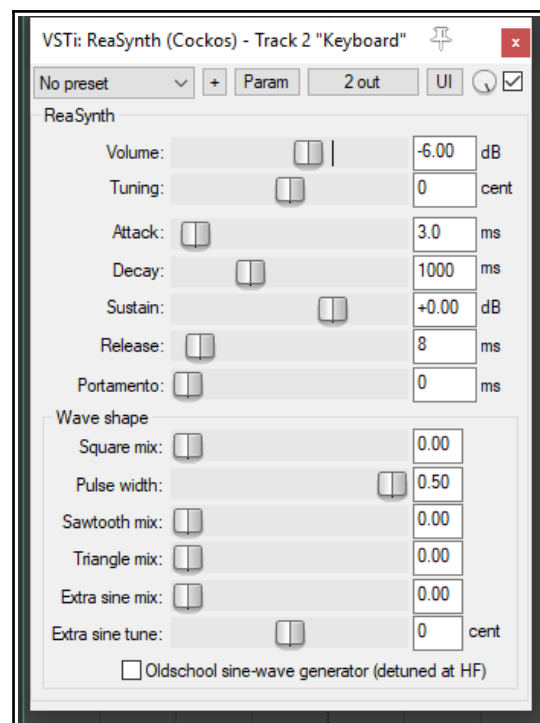 VSTi: ReaSynth (Cockos) - Track 2 "Keyboard" x
No preset + Param 2 out UI
ReaSynth
Volume: -6.00 dB
Tuning: 0 cent
Attack: 3.0 ms
Decay: 1000 ms
Sustain: +0.00 dB
Release: 8 ms
Portamento: 0 ms
Wave shape
Square mix: 0.00
Pulse width: 0.50
Sawtooth mix: 0.00
Triangle mix: 0.00
Extra sine mix: 0.00
Extra sine tune: 0 cent
Oldschool sine-wave generator (detuned at HF)